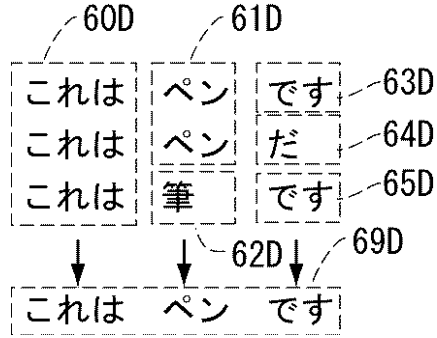 60D 61D
これは ペン です 63D
これは ペン だ 64D
これは 筆 です 65D
62D 69D
これは ペン です